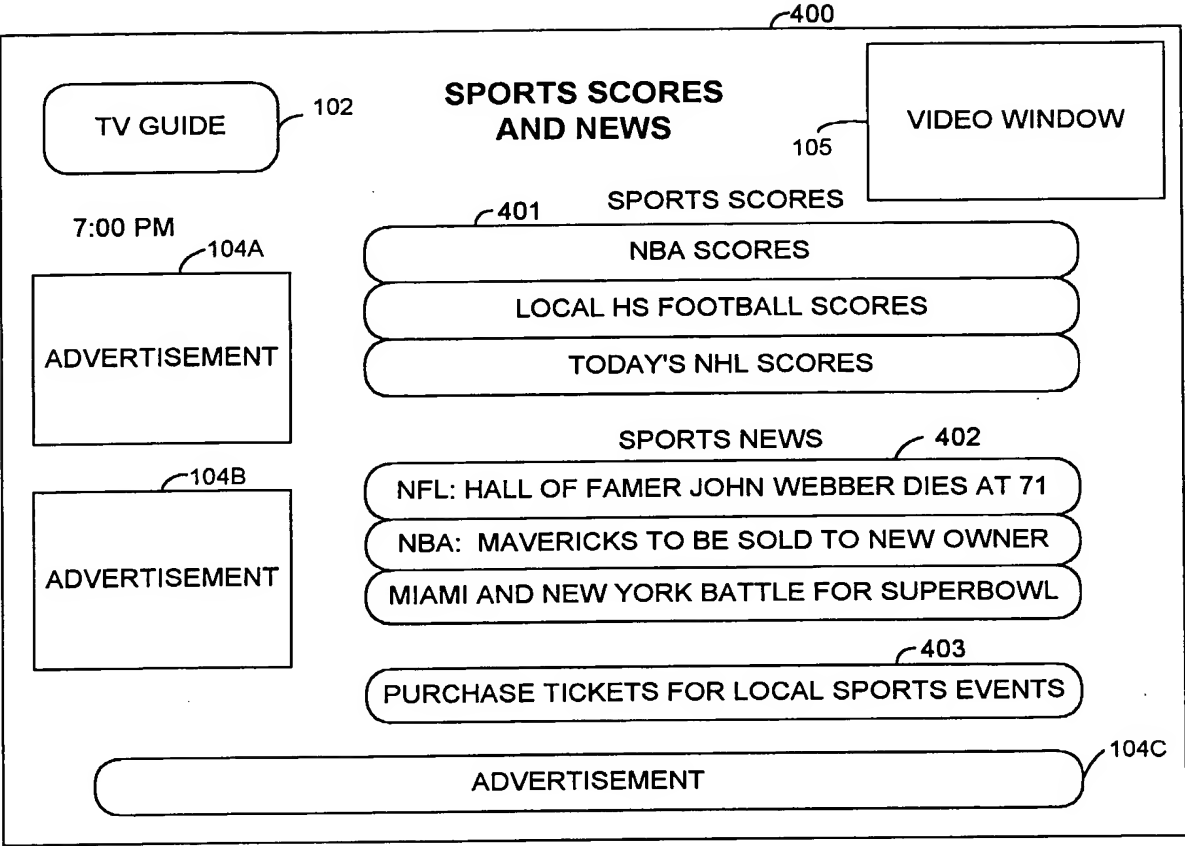 400
TV GUIDE
102
SPORTS SCORES
AND NEWS
105
VIDEO WINDOW
7:00 PM
104A
ADVERTISEMENT
104B
ADVERTISEMENT
SPORTS SCORES
401
NBA SCORES
LOCAL HS FOOTBALL SCORES
TODAY'S NHL SCORES
SPORTS NEWS
402
NFL: HALL OF FAMER JOHN WEBBER DIES AT 71
NBA: MAVERICKS TO BE SOLD TO NEW OWNER
MIAMI AND NEW YORK BATTLE FOR SUPERBOWL
403
PURCHASE TICKETS FOR LOCAL SPORTS EVENTS
104C
ADVERTISEMENT